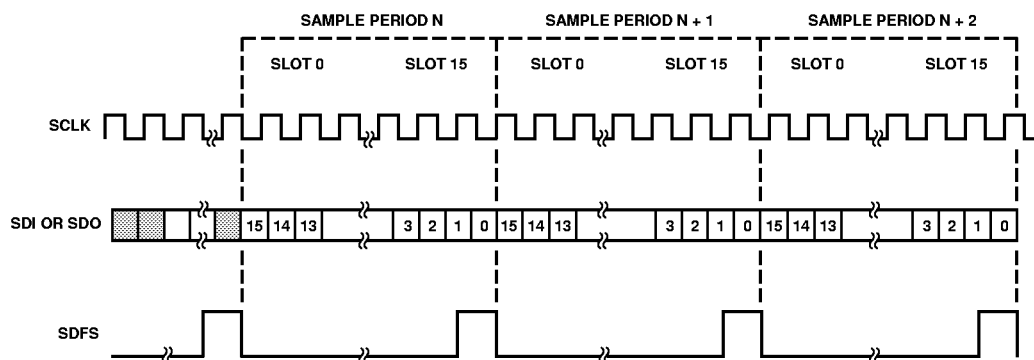 SAMPLE PERIOD N SAMPLE PERIOD N + 1 SAMPLE PERIOD N + 2
SLOT 0 SLOT 15 SLOT 0 SLOT 15 SLOT 0 SLOT 15
SCLK
SDI OR SDO 15 14 13 3 2 1 0 15 14 13 3 2 1 0 15 14 13 3 2 1 0
SDFS